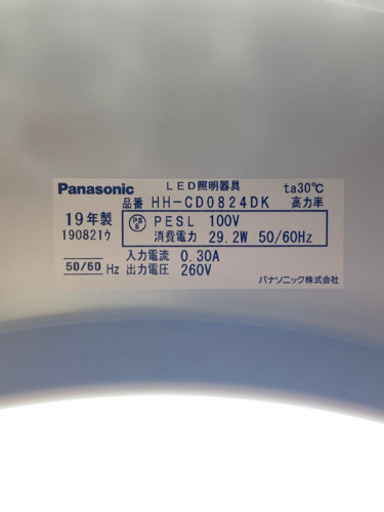 LED照明器具
Panasonic 品番 HH-CD0824DK ta30℃ 高力率
19年製 PS E PESL 100V
190821ウ 消費電力 29.2W 50/60Hz
入力電流 0.30A
50/60 Hz 出力電圧 260V
パナソニック株式会社